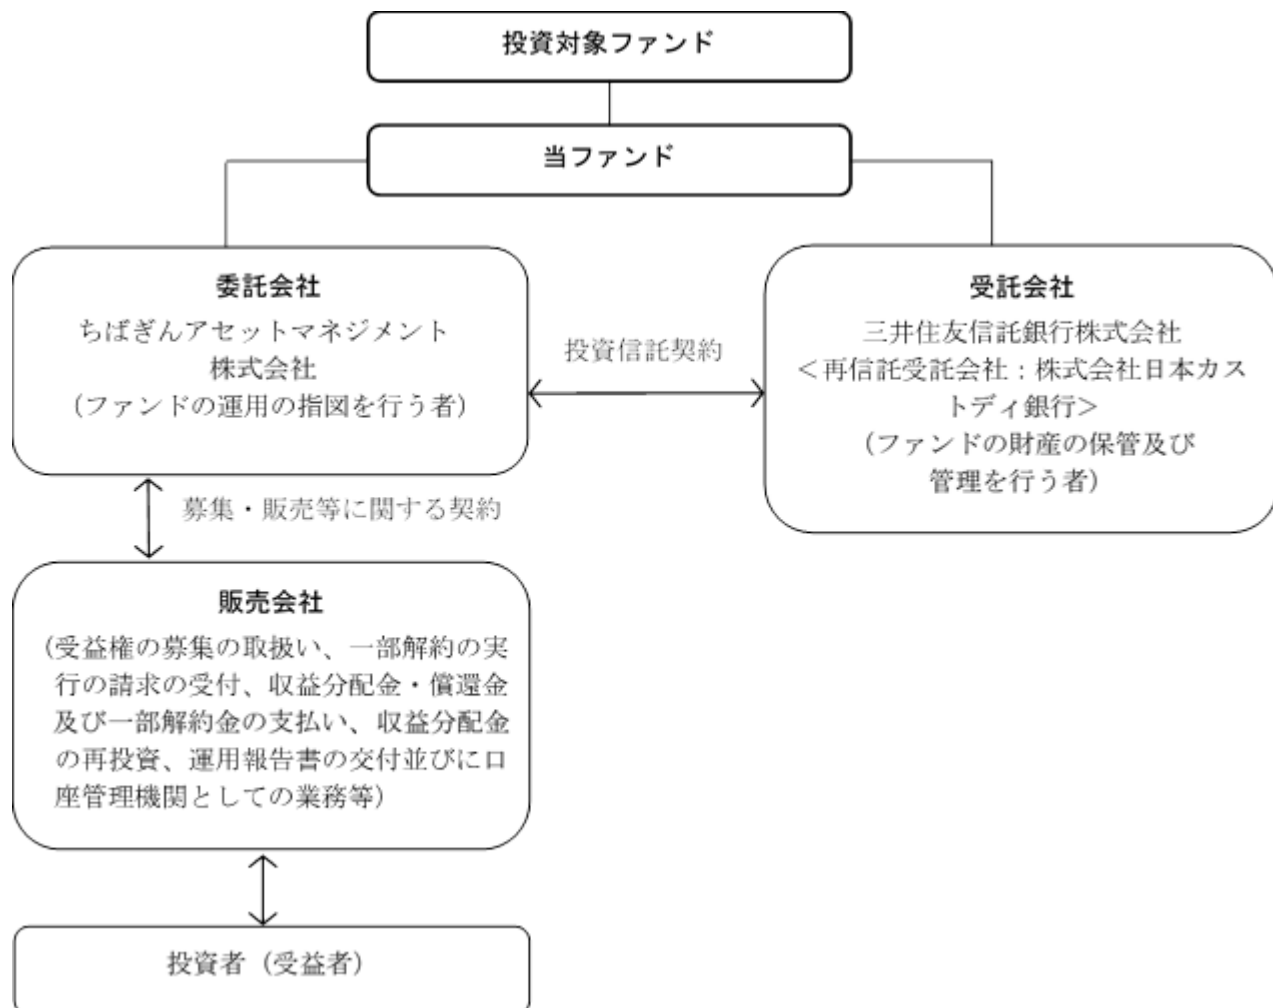 投資対象ファンド
当ファンド
委託会社
ちばぎんアセットマネジメント
株式会社
(ファンドの運用の指図を行う者)
投資信託契約
受託会社
三井住友信託銀行株式会社
<再信託受託会社:株式会社日本カス
トディ銀行>
(ファンドの財産の保管及び
管理を行う者)
募集・販売等に関する契約
販売会社
(受益権の募集の取扱い、一部解約の実
行の請求の受付、収益分配金・償還金
及び一部解約金の支払い、収益分配金
の再投資、運用報告書の交付並びに口
座管理機関としての業務等)
投資者(受益者)